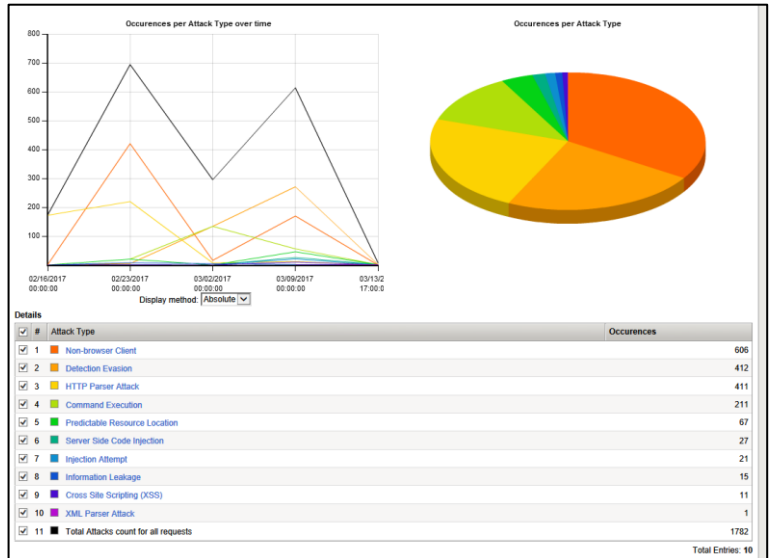 Occurences per Attack Type over time
Occurences per Attack Type
800
700
600
500
400
300
200
100
02/16/2017 02/23/2017 03/02/2017 03/09/2017 03/13/2
00:00:00 00:00:00 00:00:00 00:00:00 17:00:0
Display method: Absolute
Details
# Attack Type Occurences
1 Non-browser Client 606
2 Detection Evasion 412
3 HTTP Parser Attack 411
4 Command Execution 211
5 Predictable Resource Location 67
6 Server Side Code Injection 27
7 Injection Attempt 21
8 Information Leakage 15
9 Cross Site Scripting (XSS) 11
10 XML Parser Attack 1
11 Total Attacks count for all requests 1782
Total Entries: 10